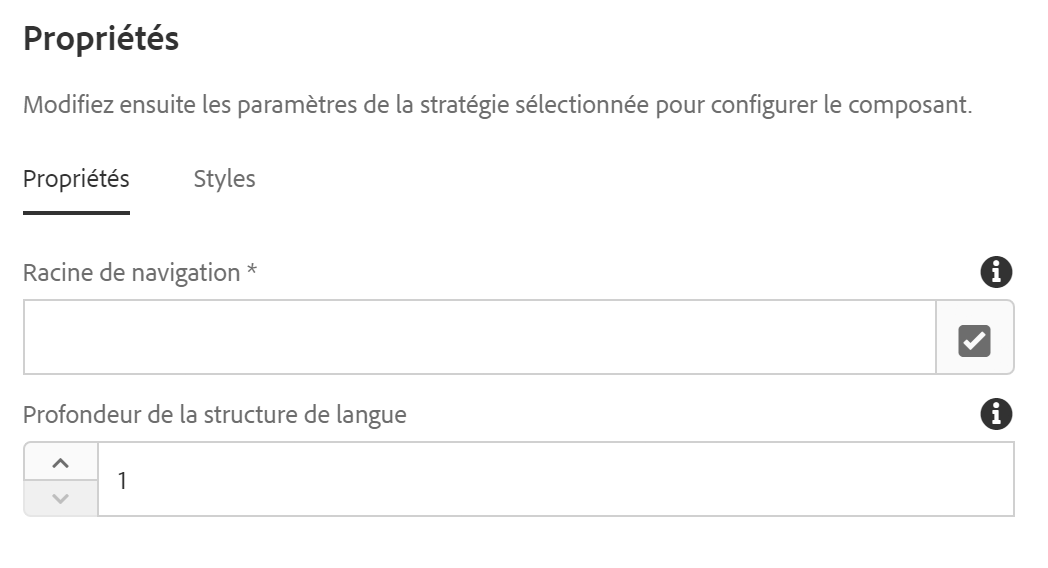 Propriétés
Modifiez ensuite les paramètres de la stratégie sélectionnée pour configurer le composant.
Propriétés Styles
Racine de navigation *
Profondeur de la structure de langue
1